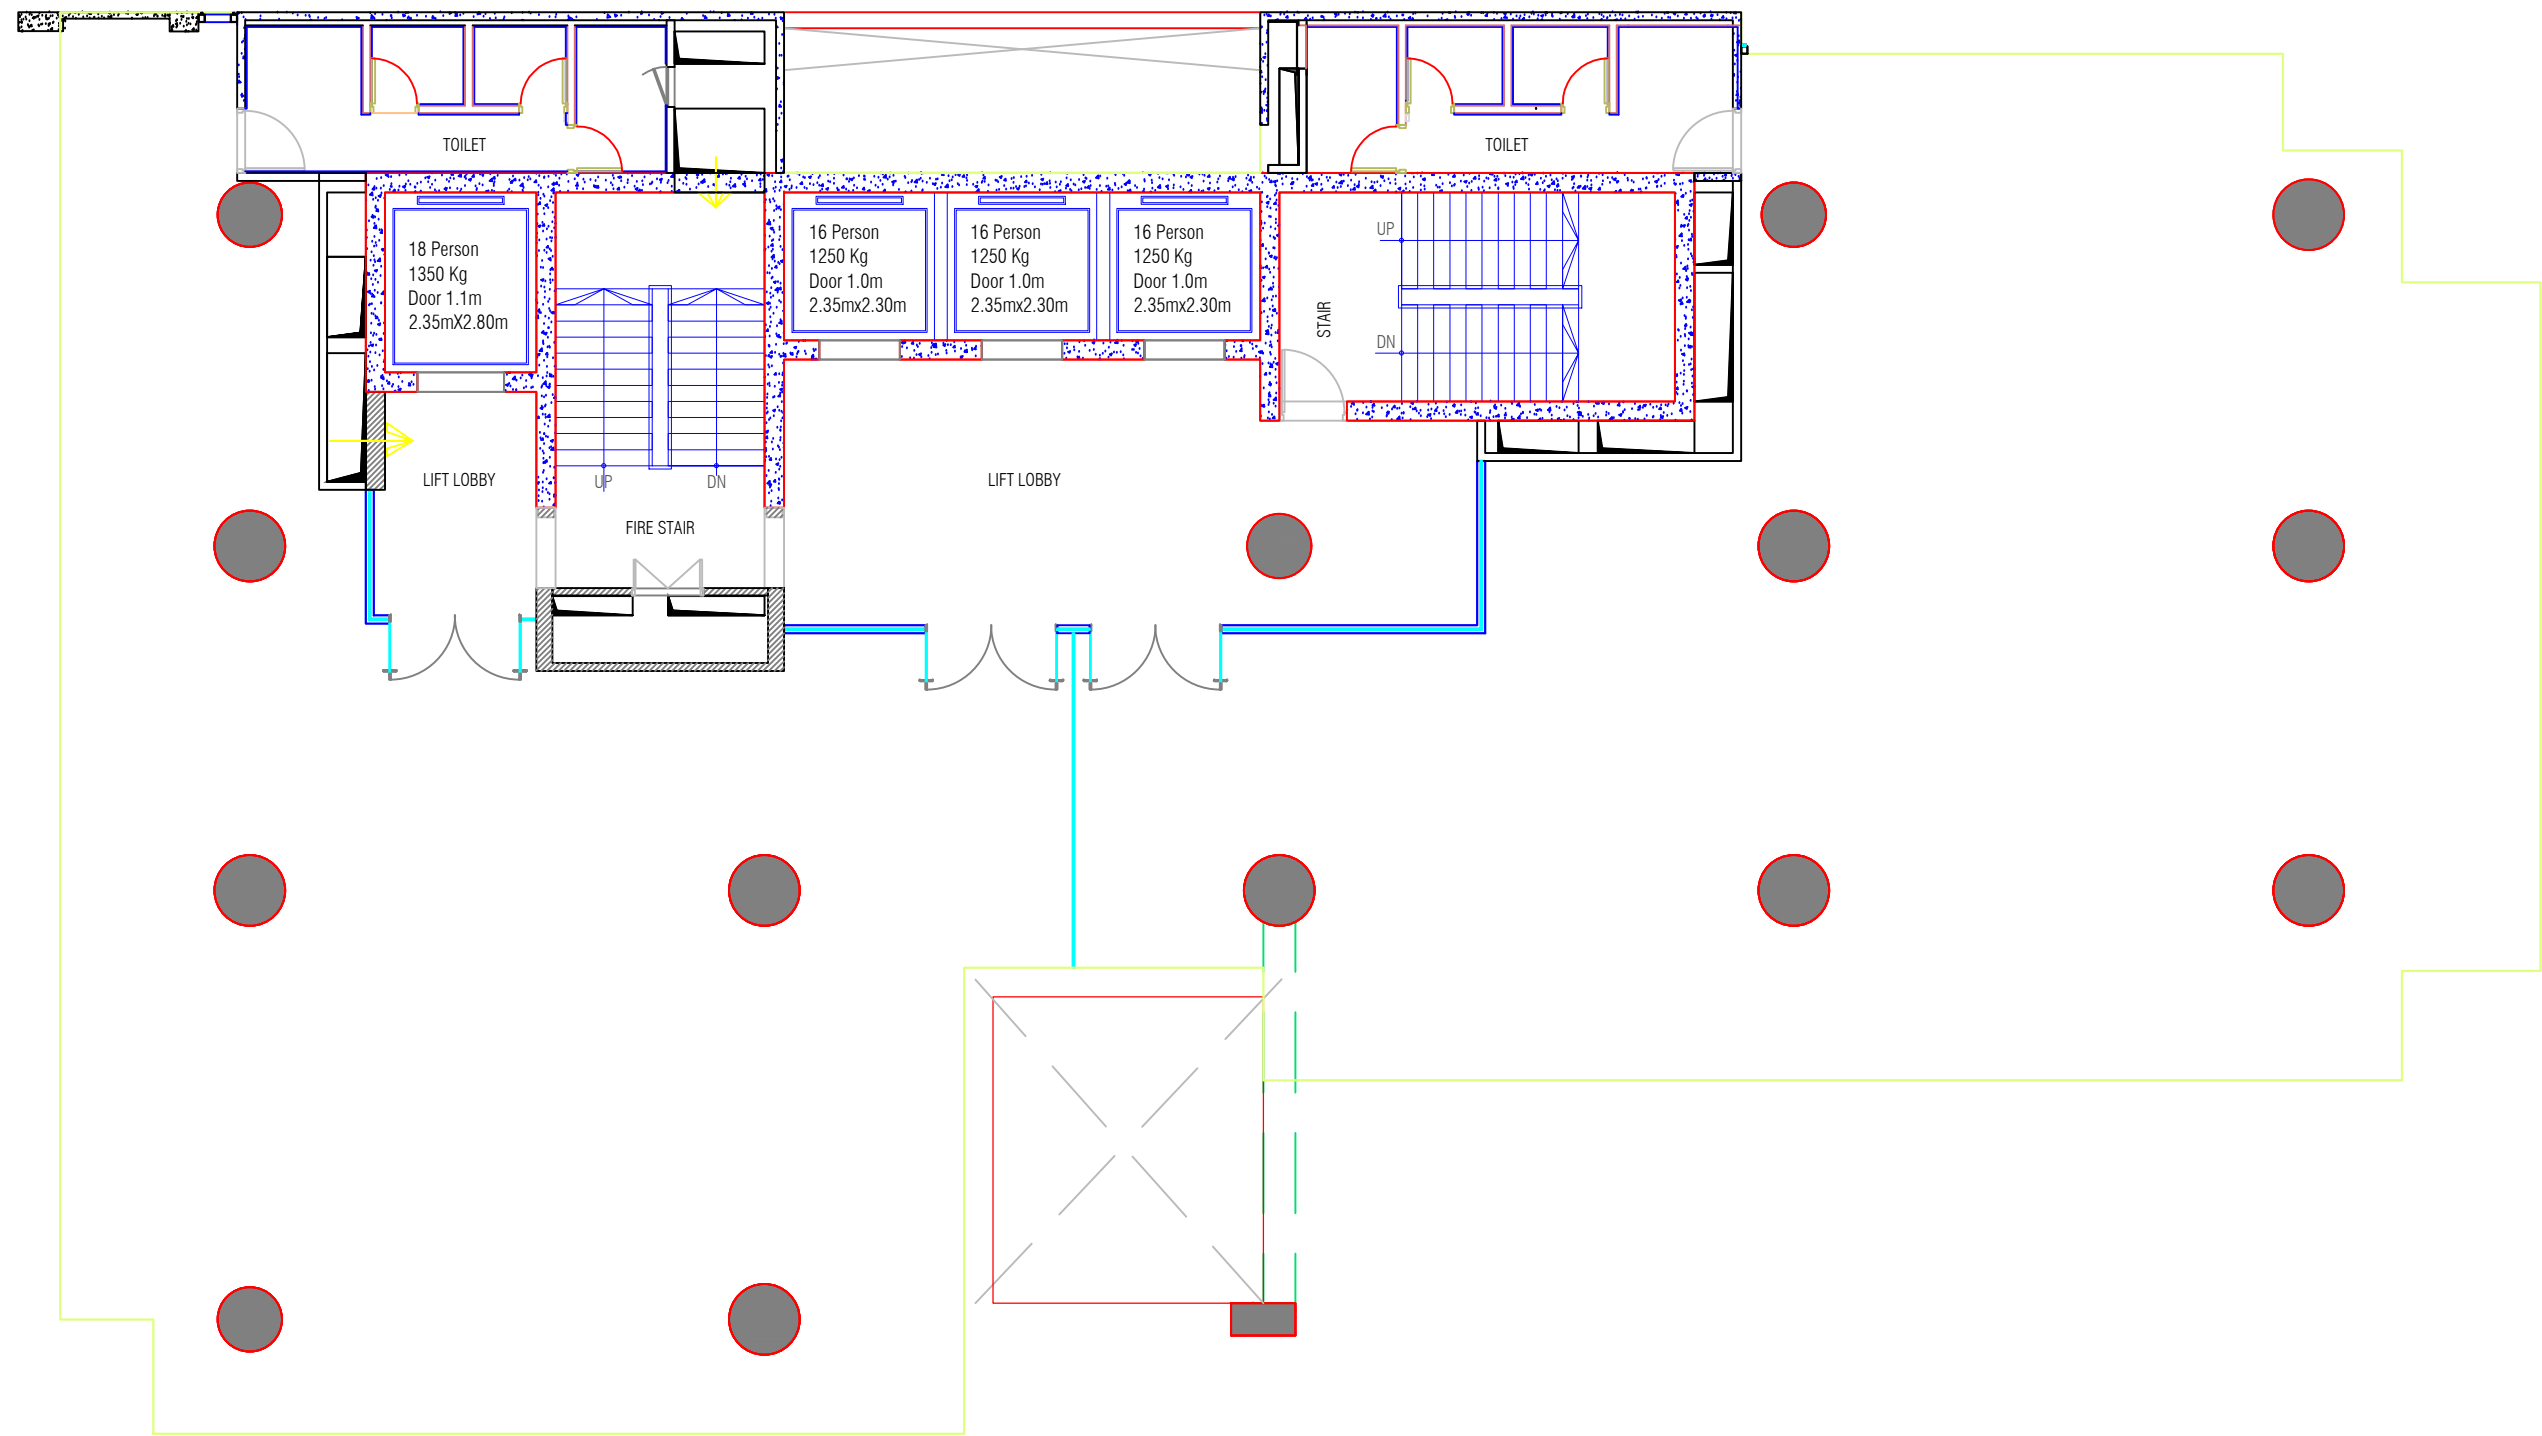 TOILET
TOILET
18 Person
1350 Kg
Door 1.1m
2.35mX2.80m
16 Person
1250 Kg
Door 1.0m
2.35mx2.30m
16 Person
1250 Kg
Door 1.0m
2.35mx2.30m
16 Person
1250 Kg
Door 1.0m
2.35mx2.30m
UP
STAIR
DN
LIFT LOBBY
UP
DN
LIFT LOBBY
FIRE STAIR